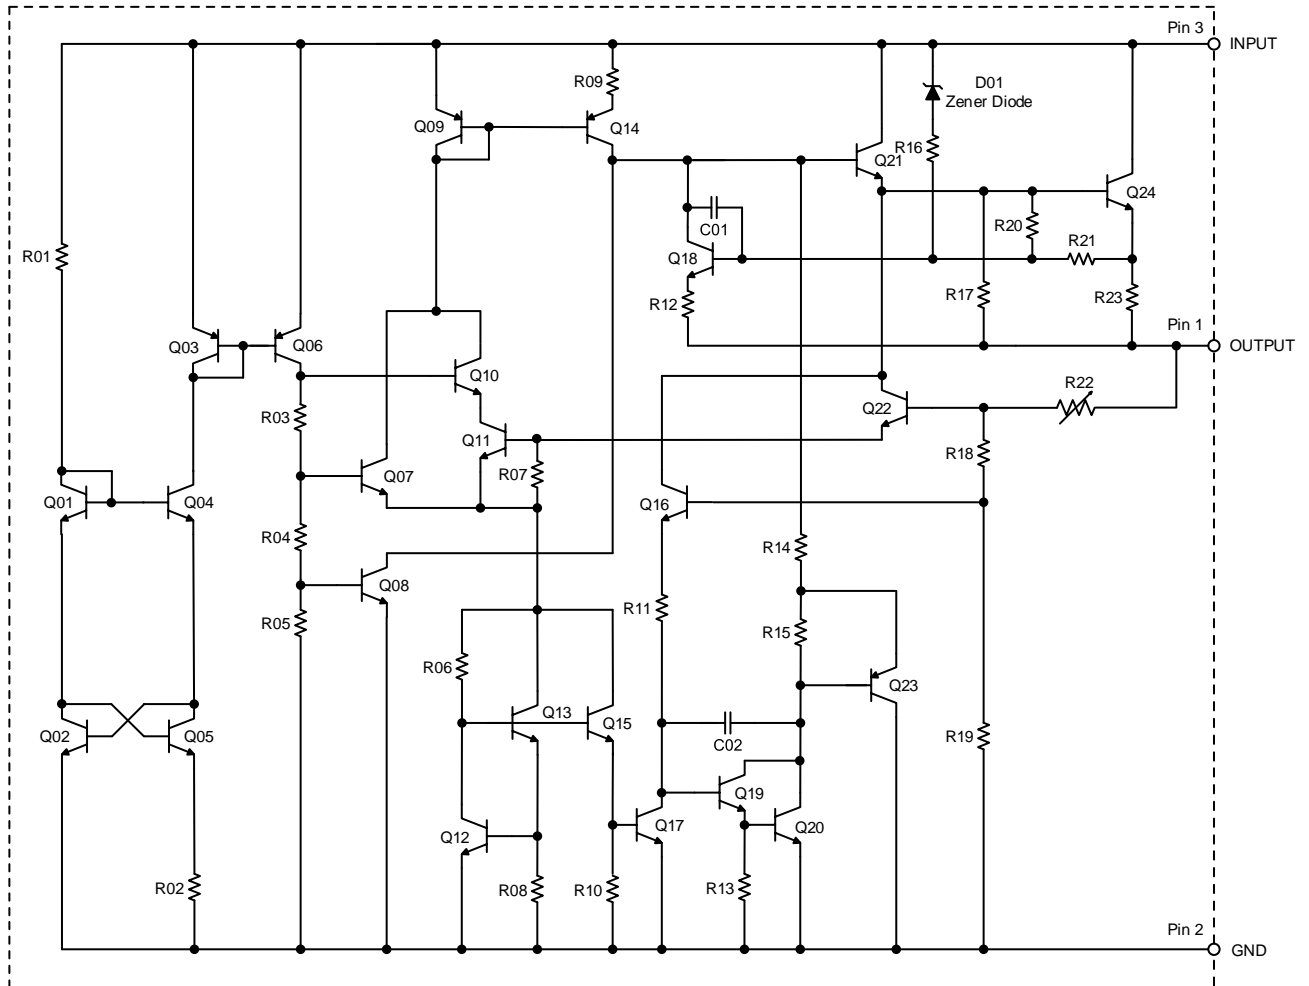 Pin 3
INPUT
R09
D01
Zener Diode
Q09
Q14
R16
Q21
Q24
C01
R20
R21
R01
Q18
R12
R17
R23
Pin 1
OUTPUT
Q03
Q06
Q10
R22
R03
Q22
Q11
R07
R18
Q01
Q04
Q07
Q16
R04
R14
Q08
R11
R05
R15
R06
Q23
Q13
Q15
Q02
Q05
C02
R19
Q19
Q12
Q17
Q20
R02
R08
R10
R13
Pin 2
GND